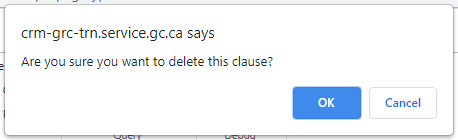 crm-grc-trn.service.gc.ca says
Are you sure you want to delete this clause?
OK
Cancel
Query
Debug